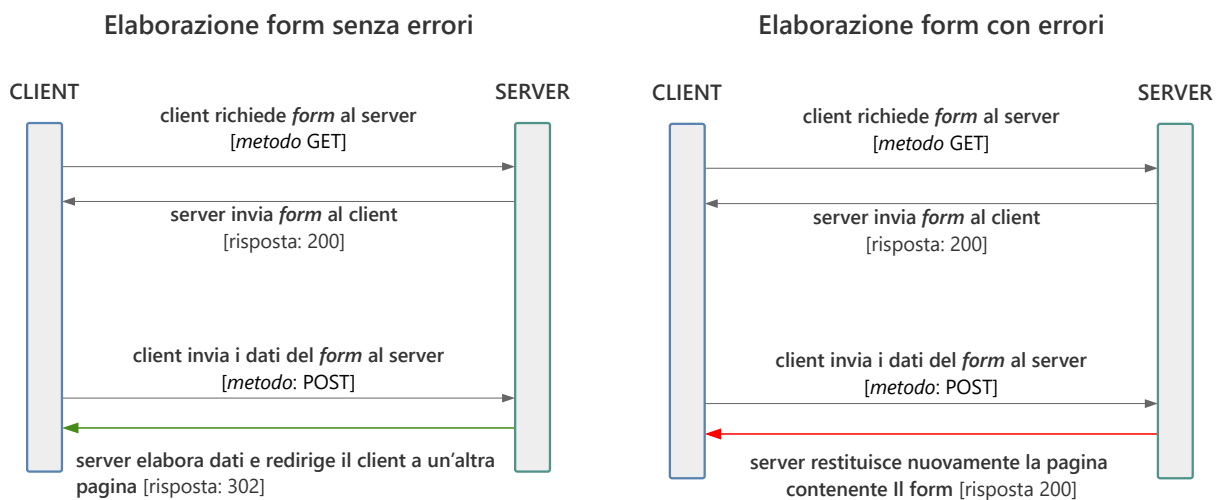 Elaborazione form senza errori
CLIENT
SERVER
client richiede form al server
[metodo GET]
server invia form al client
[risposta: 200]
client invia i dati del form al server
[metodo: POST]
server elabora dati e redirige il client a un’altra
pagina [risposta: 302]
Elaborazione form con errori
CLIENT
SERVER
client richiede form al server
[metodo GET]
server invia form al client
[risposta: 200]
client invia i dati del form al server
[metodo: POST]
server restituisce nuovamente la pagina
contenente Il form [risposta 200]